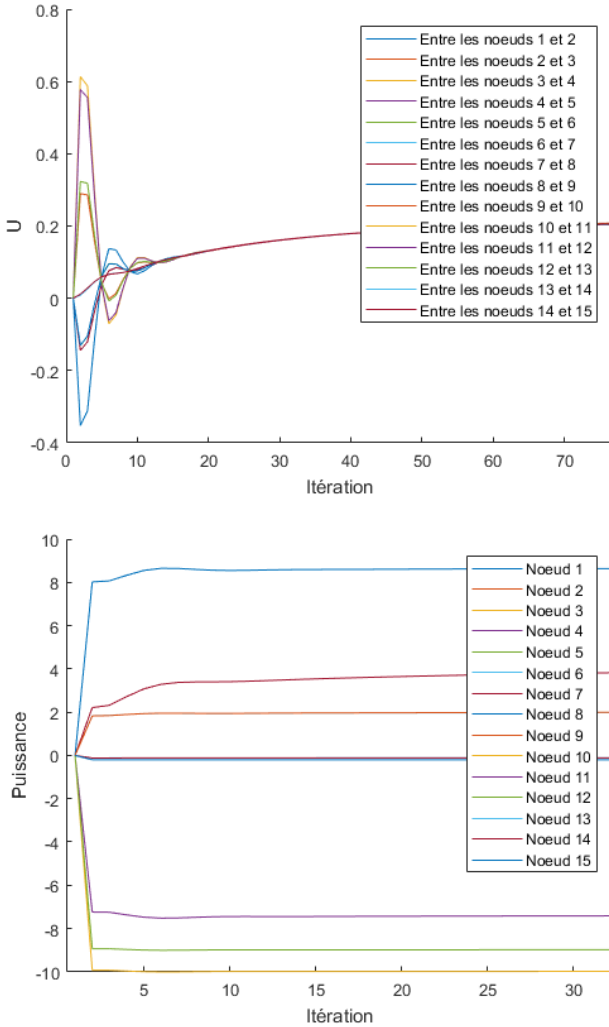 0.8
0.6
0.4
0.2
0
-0.2
-0.4
U
0
10
20
30
40
50
60
70
Itération
Entre les noeuds 1 et 2
Entre les noeuds 2 et 3
Entre les noeuds 3 et 4
Entre les noeuds 4 et 5
Entre les noeuds 5 et 6
Entre les noeuds 6 et 7
Entre les noeuds 7 et 8
Entre les noeuds 8 et 9
Entre les noeuds 9 et 10
Entre les noeuds 10 et 11
Entre les noeuds 11 et 12
Entre les noeuds 12 et 13
Entre les noeuds 13 et 14
Entre les noeuds 14 et 15
10
8
6
4
2
0
-2
-4
-6
-8
-10
Puissance
5
10
15
20
25
30
Itération
Noeud 1
Noeud 2
Noeud 3
Noeud 4
Noeud 5
Noeud 6
Noeud 7
Noeud 8
Noeud 9
Noeud 10
Noeud 11
Noeud 12
Noeud 13
Noeud 14
Noeud 15